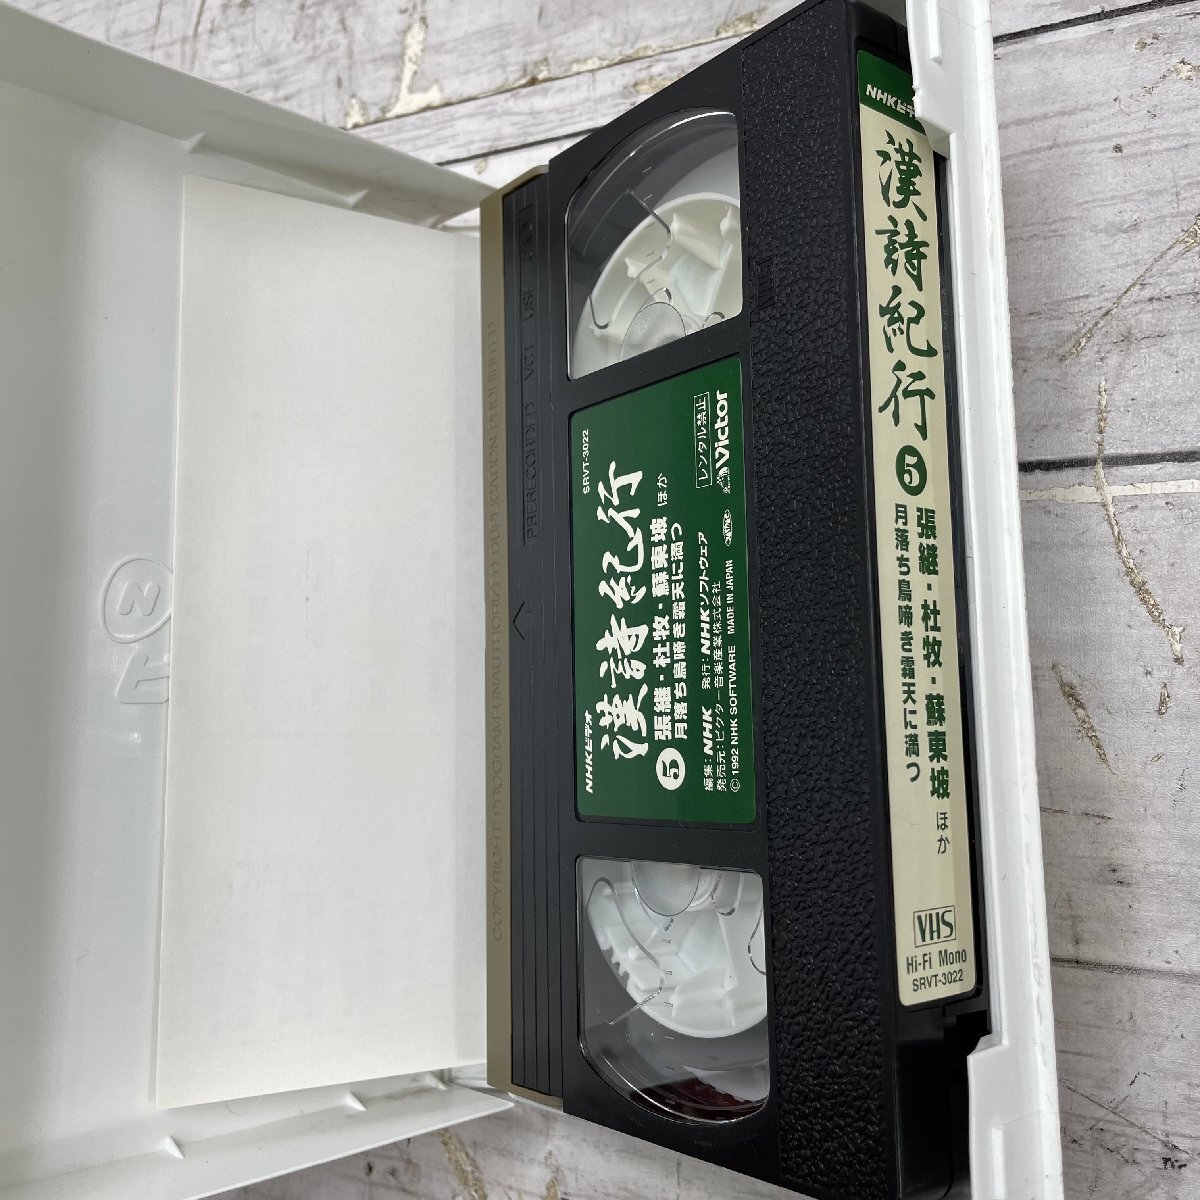 NHKビデオ
漢詩紀行
5
張継・杜牧・蘇東坡 ほか
月落ち烏啼き霜天に満つ
VHS
Hi-Fi Mono
SRVT-3022
NHKビデオ
漢詩紀行
SRVT-3022
5
張継・杜牧・蘇東坡 ほか
月落ち烏啼き霜天に満つ
編集:NHK 発行:NHKソフトウェア
発売元:ビクター音楽産業株式会社
© 1992 NHK SOFTWARE MADE IN JAPAN
レンタル禁止
Victor
PRERECORDED VCT
COPYRIGHT PROGRAM-UNAUTHORIZED DUPLICATION PROHIBITED
2